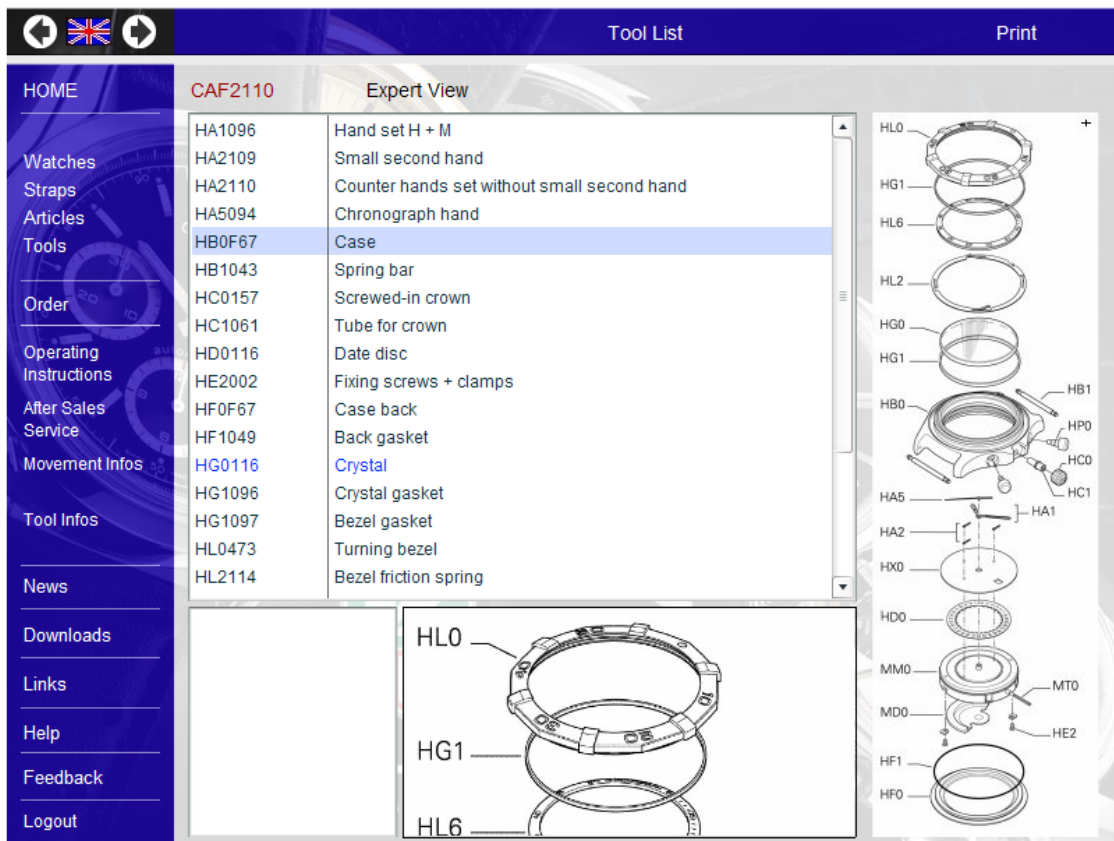 Tool List
Print
HOME
Watches
Straps
Articles
Tools
Order
Operating
Instructions
After Sales
Service
Movement Infos
Tool Infos
News
Downloads
Links
Help
Feedback
Logout
CAF2110 Expert View
HA1096 Hand set H + M
HA2109 Small second hand
HA2110 Counter hands set without small second hand
HA5094 Chronograph hand
HB0F67 Case
HB1043 Spring bar
HC0157 Screwed-in crown
HC1061 Tube for crown
HD0116 Date disc
HE2002 Fixing screws + clamps
HF0F67 Case back
HF1049 Back gasket
HG0116 Crystal
HG1096 Crystal gasket
HG1097 Bezel gasket
HL0473 Turning bezel
HL2114 Bezel friction spring
HL0
HG1
HL6
+
HL0
HG1
HL6
HL2
HG0
HG1
HB1
HB0
HP0
HC0
HC1
HA5
HA1
HA2
HX0
HD0
MM0
MT0
MD0
HE2
HF1
HF0